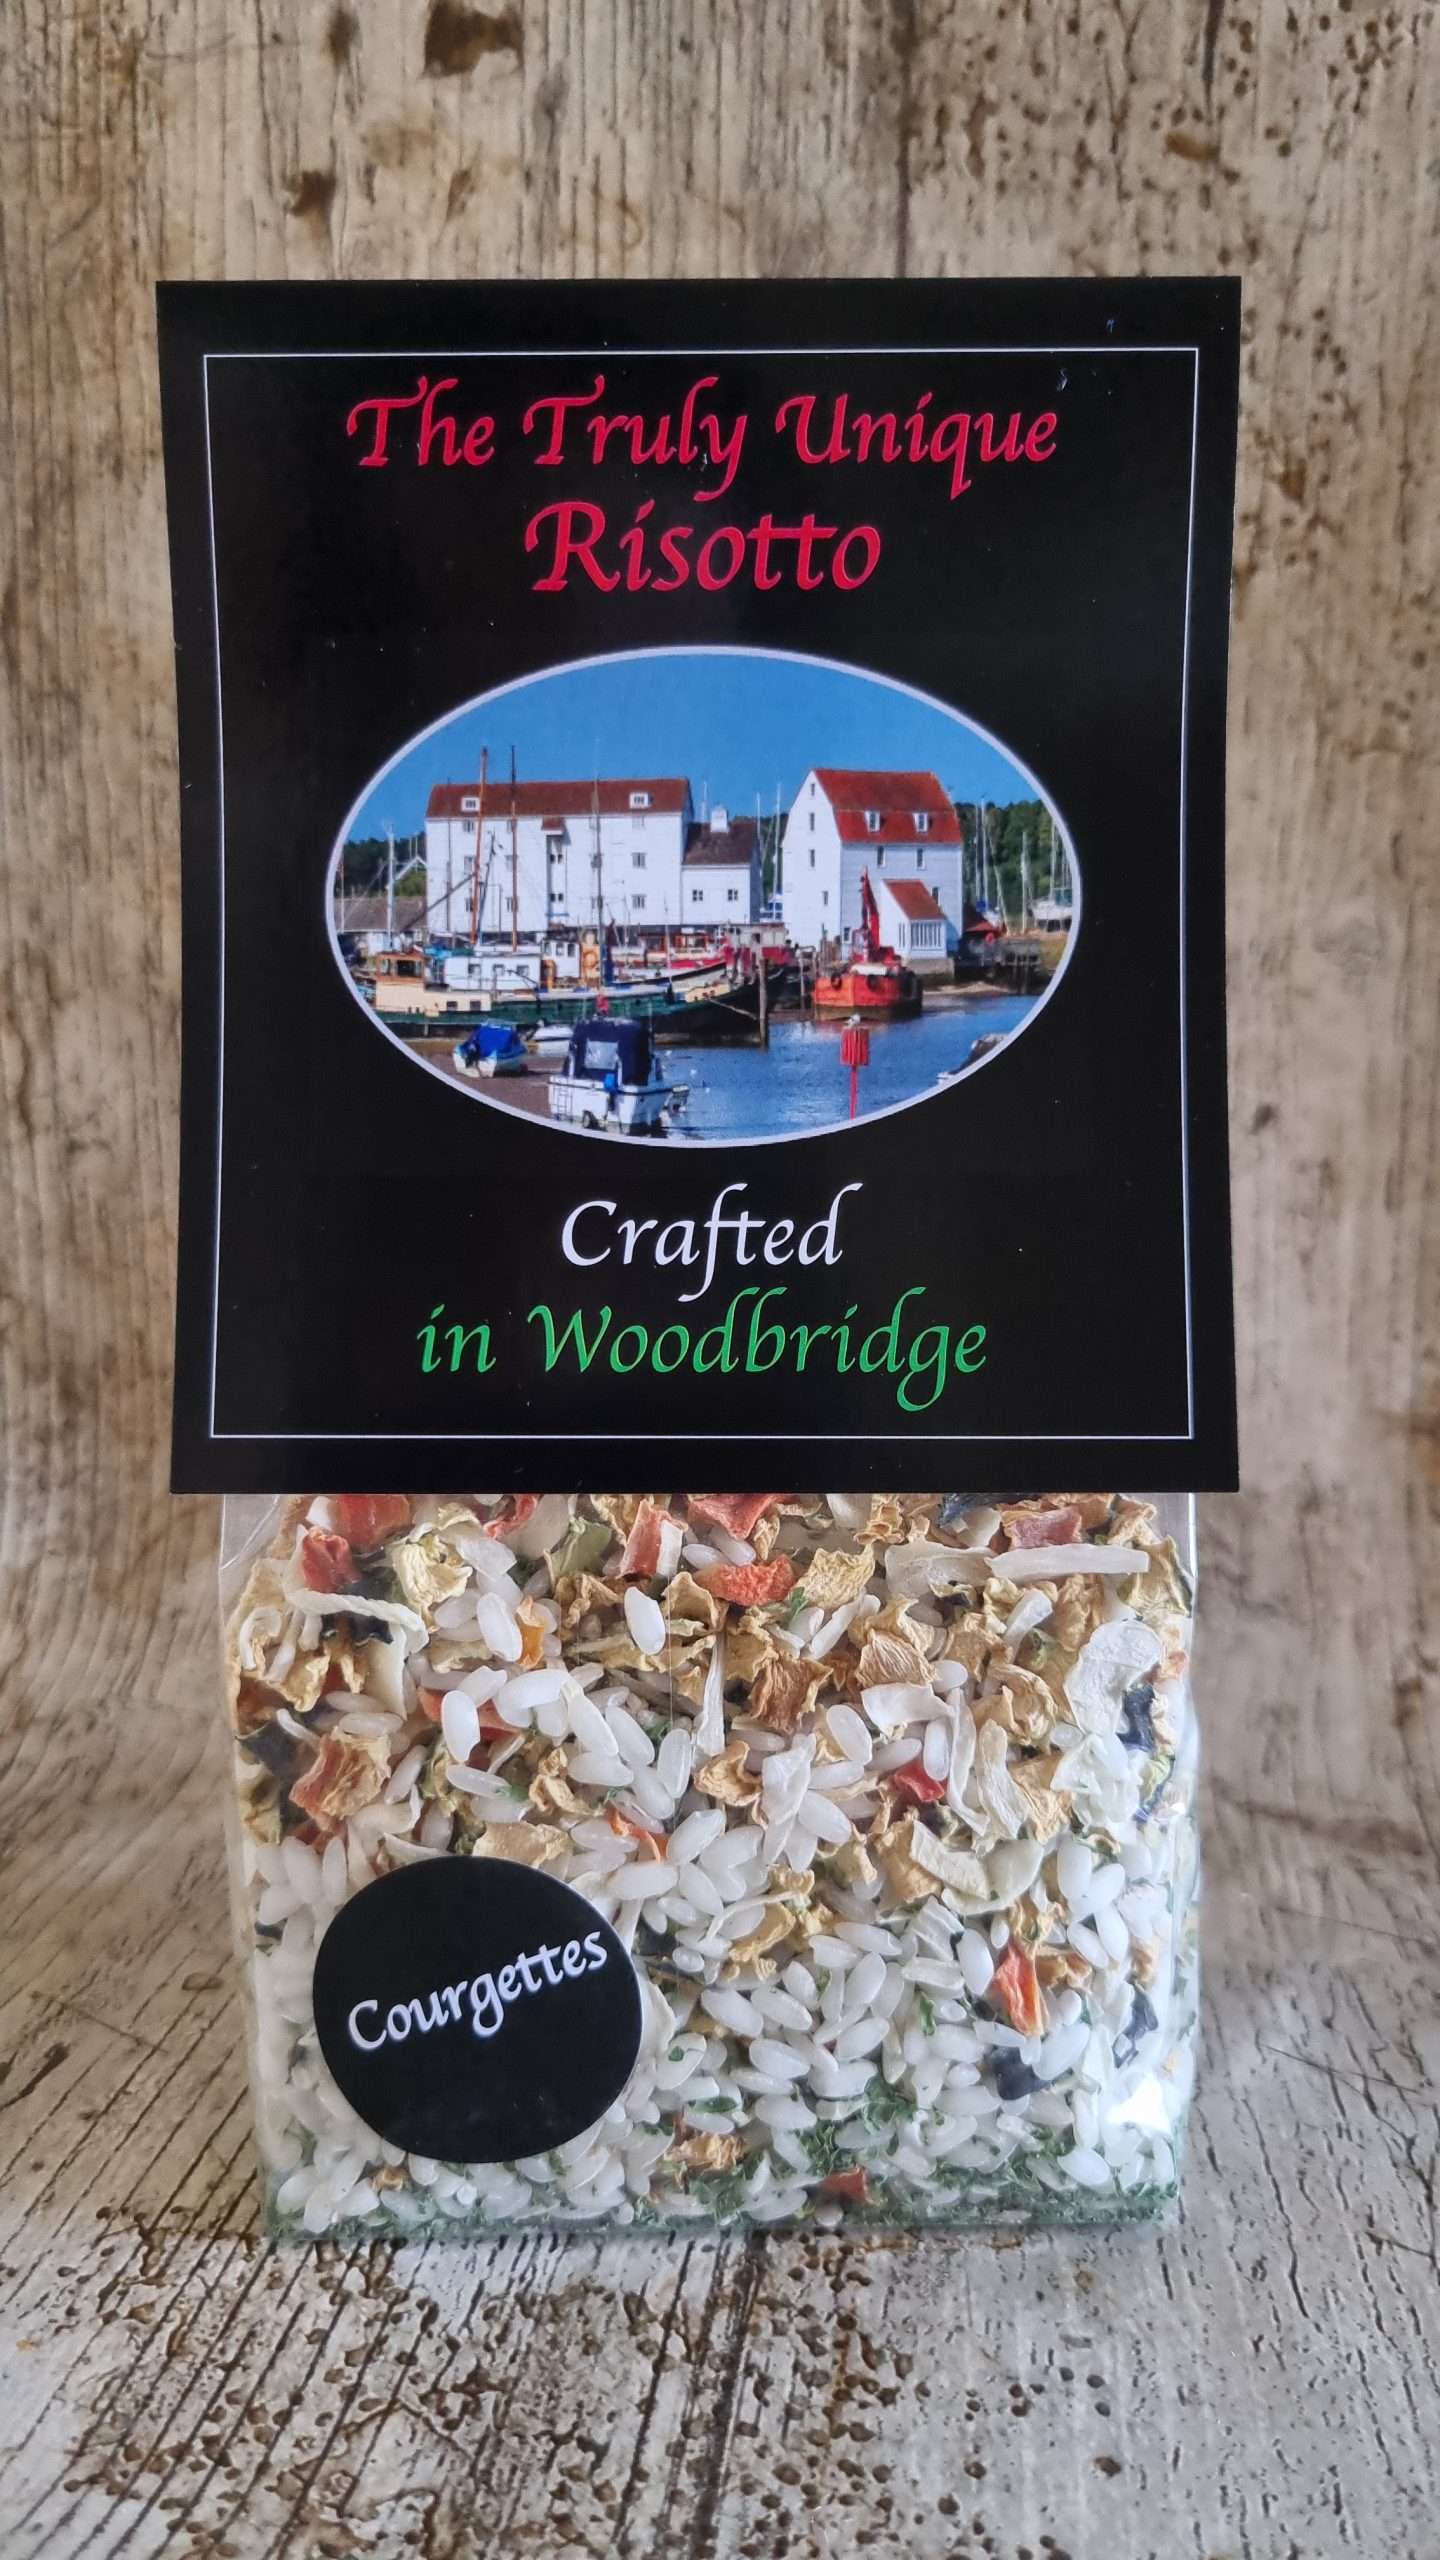 The Truly Unique
Risotto
Crafted
in Woodbridge
Courgettes